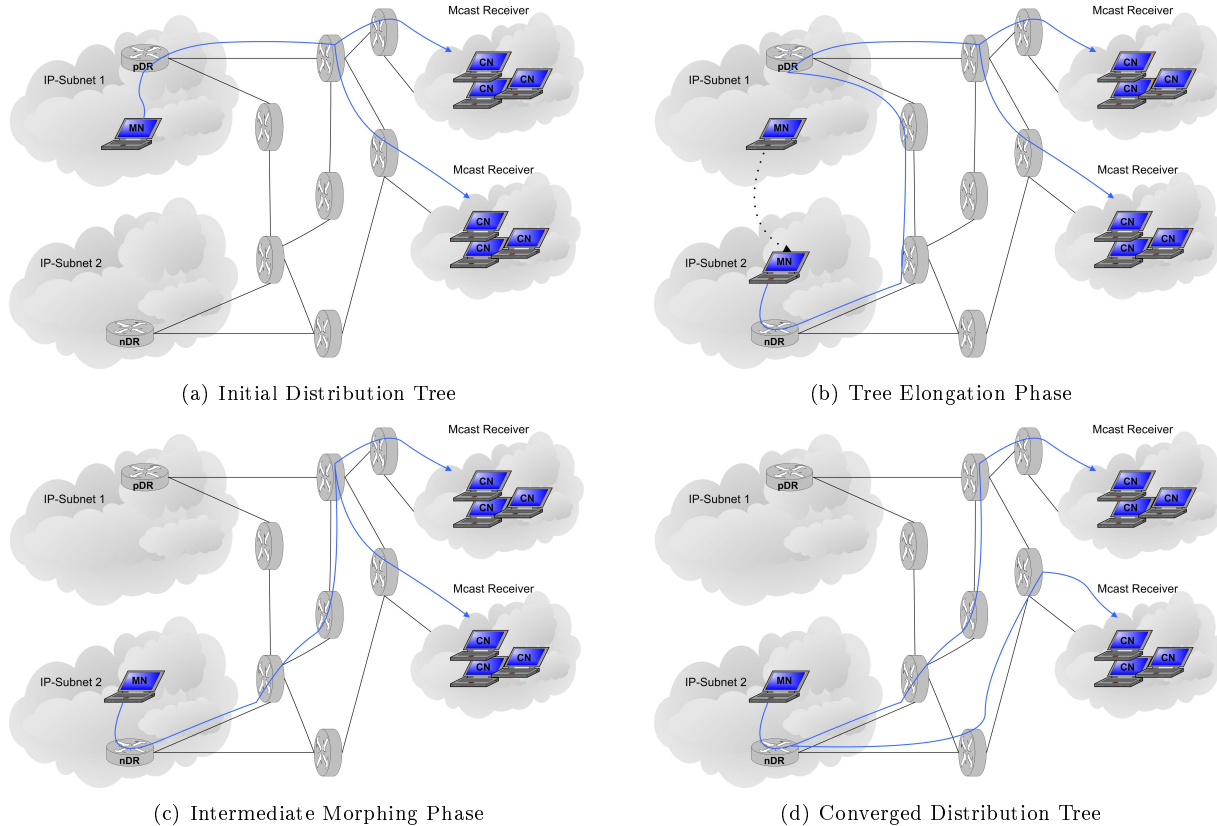 Mcast Receiver
pDR
CN
CN
CN
IP-Subnet 1
MN
Mcast Receiver
CN
CN
CN
IP-Subnet 2
nDR
(a) Initial Distribution Tree
Mcast Receiver
pDR
CN
CN
CN
IP-Subnet 1
MN
Mcast Receiver
CN
CN
CN
IP-Subnet 2
MN
nDR
(b) Tree Elongation Phase
Mcast Receiver
pDR
CN
CN
CN
IP-Subnet 1
Mcast Receiver
CN
CN
CN
IP-Subnet 2
MN
nDR
(c) Intermediate Morphing Phase
Mcast Receiver
pDR
CN
CN
CN
IP-Subnet 1
Mcast Receiver
CN
CN
CN
IP-Subnet 2
MN
nDR
(d) Converged Distribution Tree